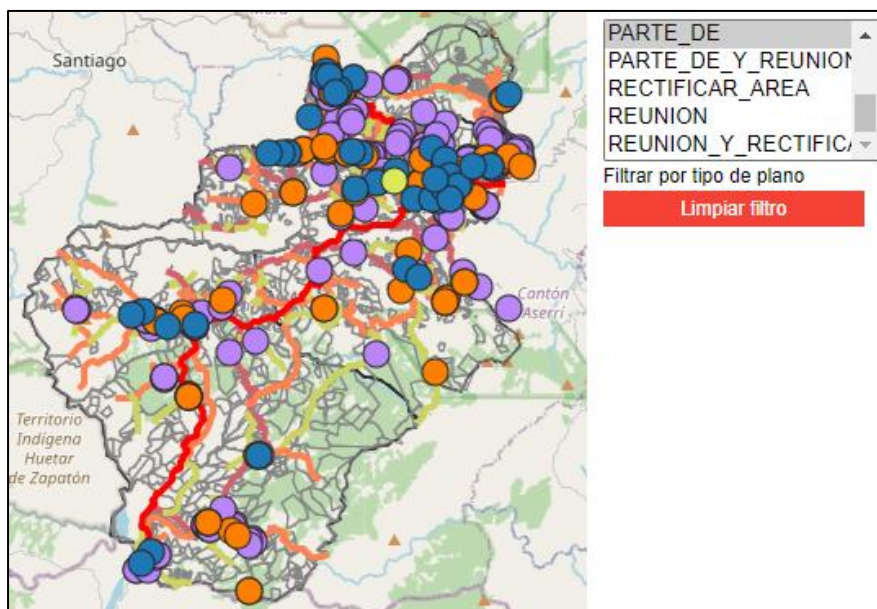 Santiago
Cantón
Aserrí
Territorio
Indígena
Huetar
de Zapatón
PARTE_DE
PARTE_DE_Y_REUNION
RECTIFICAR_AREA
REUNION
REUNION_Y_RECTIFICA
Filtrar por tipo de plano
Limpiar filtro